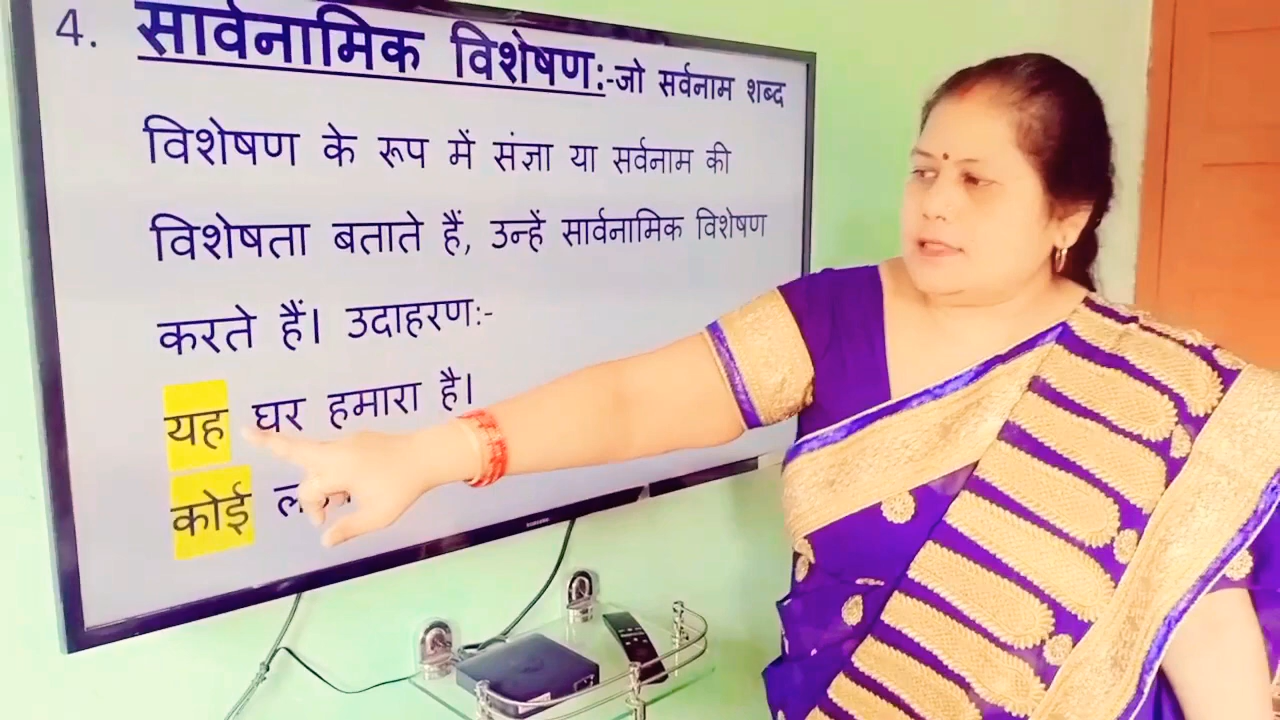 4. सार्वनामिक विशेषण:-जो सर्वनाम शब्द
विशेषण के रूप में संज्ञा या सर्वनाम की
विशेषता बताते हैं, उन्हें सार्वनामिक विशेषण
करते हैं। उदाहरण:-
यह घर हमारा है।
कोई
SAMSUNG